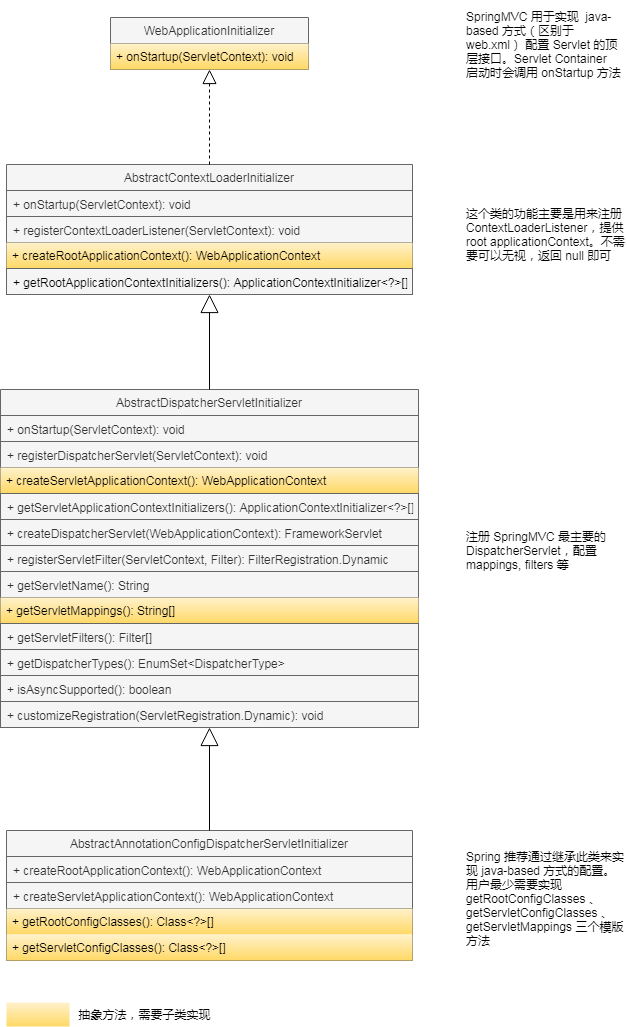 WebApplicationInitializer
+ onStartup(ServletContext): void
SpringMVC 用于实现 java-
based 方式（区别于
web.xml） 配置 Servlet 的顶
层接口。Servlet Container
启动时会调用 onStartup 方法
AbstractContextLoaderInitializer
+ onStartup(ServletContext): void
+ registerContextLoaderListener(ServletContext): void
+ createRootApplicationContext(): WebApplicationContext
+ getRootApplicationContextInitializers(): ApplicationContextInitializer<?>[]
这个类的功能主要是用来注册
ContextLoaderListener，提供
root applicationContext。不需
要可以无视，返回 null 即可
AbstractDispatcherServletInitializer
+ onStartup(ServletContext): void
+ registerDispatcherServlet(ServletContext): void
+ createServletApplicationContext(): WebApplicationContext
+ getServletApplicationContextInitializers(): ApplicationContextInitializer<?>[]
+ createDispatcherServlet(WebApplicationContext): FrameworkServlet
+ registerServletFilter(ServletContext, Filter): FilterRegistration.Dynamic
+ getServletName(): String
+ getServletMappings(): String[]
+ getServletFilters(): Filter[]
+ getDispatcherTypes(): EnumSet<DispatcherType>
+ isAsyncSupported(): boolean
+ customizeRegistration(ServletRegistration.Dynamic): void
注册 SpringMVC 最主要的
DispatcherServlet，配置
mappings, filters 等
AbstractAnnotationConfigDispatcherServletInitializer
+ createRootApplicationContext(): WebApplicationContext
+ createServletApplicationContext(): WebApplicationContext
+ getRootConfigClasses(): Class<?>[]
+ getServletConfigClasses(): Class<?>[]
Spring 推荐通过继承此类来实
现 java-based 方式的配置。
用户最少需要实现
getRootConfigClasses 、
getServletConfigClasses 、
getServletMappings 三个模版
方法
抽象方法，需要子类实现